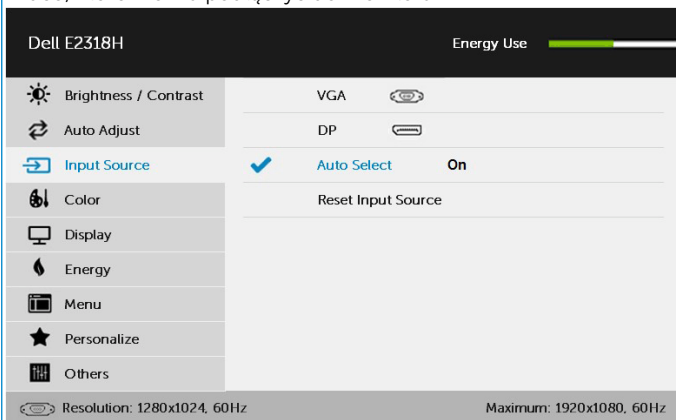 Dell E2318H Energy Use
Brightness / Contrast VGA
Auto Adjust DP
Input Source Auto Select On
Color Reset Input Source
Display
Energy
Menu
Personalize
Others
Resolution: 1280x1024, 60Hz Maximum: 1920x1080, 60Hz